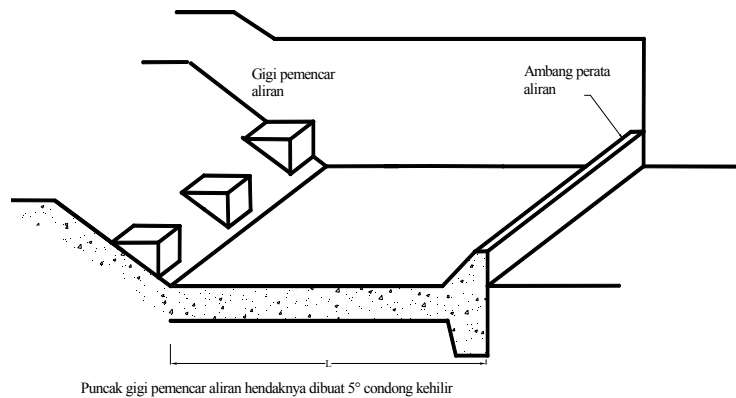 Gigi pemencar
aliran
Ambang perata
aliran
L
Puncak gigi pemencar aliran hendaknya dibuat 5° condong kehilir